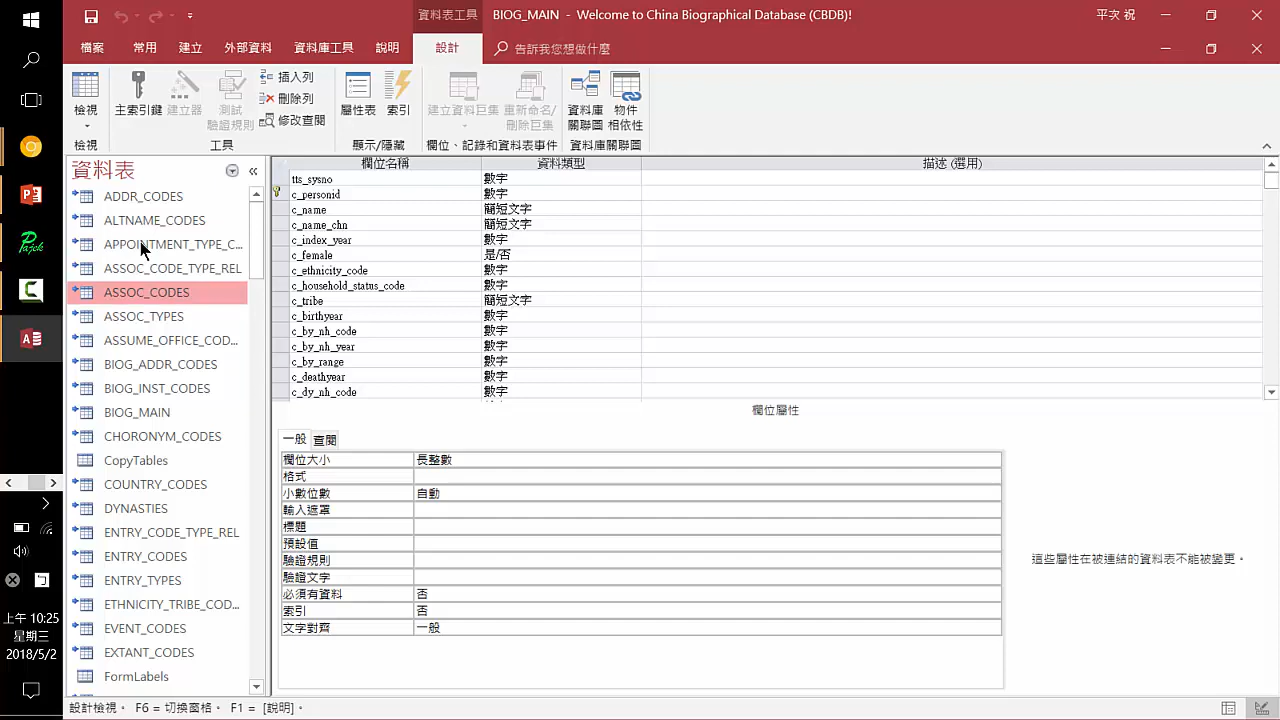 資料表工具
BIOG_MAIN - Welcome to China Biographical Database (CBDB)!
平次 祝
檔案
常用
建立
外部資料
資料庫工具
說明
設計
告訴我您想做什麼
檢視
主索引鍵
建立器
測試
驗證規則
插入列
刪除列
修改查閱
屬性表
索引
建立資料巨集
重新命名/
刪除巨集
資料庫
關聯圖
物件
相依性
檢視
工具
顯示/隱藏
欄位、記錄和資料表事件
資料庫關聯圖
資料表
ADDR_CODES
ALTNAME_CODES
APPOINTMENT_TYPE_C...
ASSOC_CODE_TYPE_REL
ASSOC_CODES
ASSOC_TYPES
ASSUME_OFFICE_COD...
BIOG_ADDR_CODES
BIOG_INST_CODES
BIOG_MAIN
CHORONYM_CODES
CopyTables
COUNTRY_CODES
DYNASTIES
ENTRY_CODE_TYPE_REL
ENTRY_CODES
ENTRY_TYPES
ETHNICITY_TRIBE_COD...
EVENT_CODES
EXTANT_CODES
FormLabels
欄位名稱 資料類型 描述 (選用)
tts_sysno 數字
c_personid 數字
c_name 簡短文字
c_name_chn 簡短文字
c_index_year 數字
c_female 是/否
c_ethnicity_code 數字
c_household_status_code 數字
c_tribe 簡短文字
c_birthyear 數字
c_by_nh_code 數字
c_by_nh_year 數字
c_by_range 數字
c_deathyear 數字
c_dy_nh_code 數字
欄位屬性
一般 查閱
欄位大小 長整數
格式
小數位數 自動
輸入遮罩
標題
預設值
驗證規則
驗證文字
必須有資料 否
索引 否
文字對齊 一般
這些屬性在被連結的資料表不能被變更。
上午 10:25
星期三
2018/5/2
設計檢視。 F6 = 切換窗格。 F1 = [說明]。